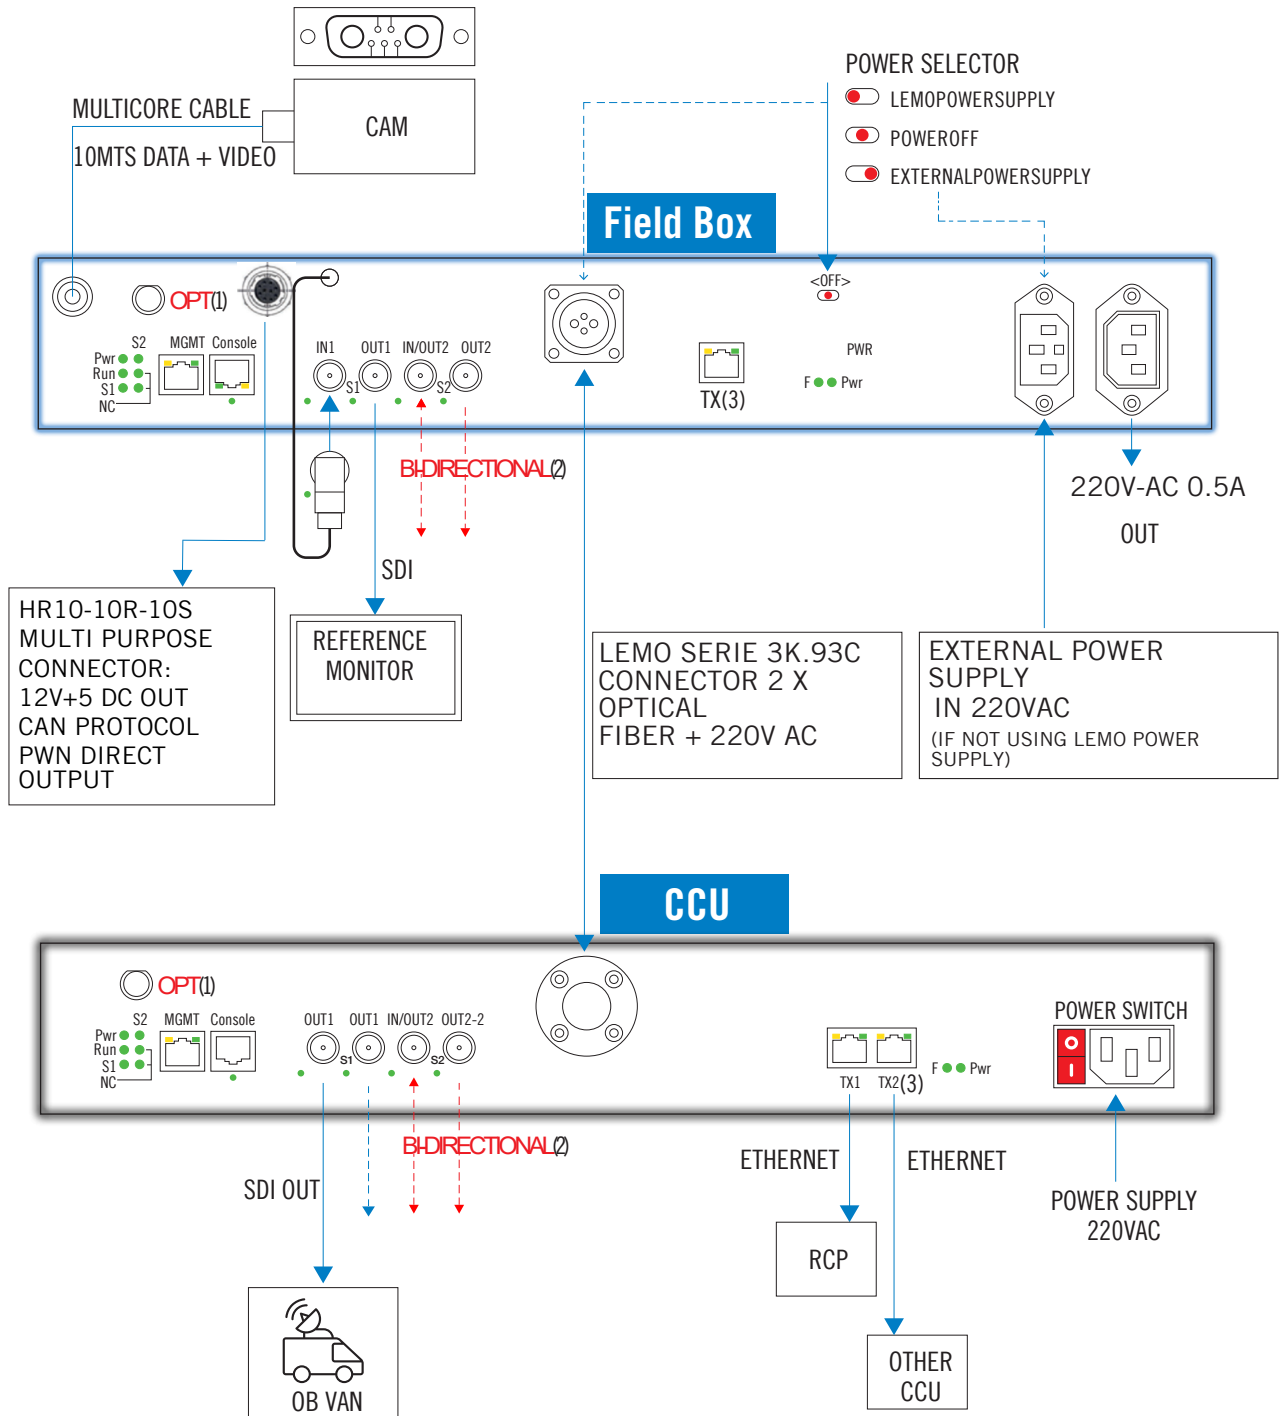 POWER SELECTOR
LEMOPOWERSUPPLY
POWEROFF
EXTERNALPOWERSUPPLY
MULTICORE CABLE
10MTS DATA + VIDEO
CAM
Field Box
OPT(1)
<OFF>
S2 MGMT Console
Pwr
Run
S1
NC
IN1 OUT1 IN/OUT2 OUT2
S1 S2
TX(3)
PWR
F Pwr
BI-DIRECTIONAL(2)
220V-AC 0.5A
OUT
SDI
HR10-10R-10S
MULTI PURPOSE
CONNECTOR:
12V+5 DC OUT
CAN PROTOCOL
PWN DIRECT
OUTPUT
REFERENCE
MONITOR
LEMO SERIE 3K.93C
CONNECTOR 2 X
OPTICAL
FIBER + 220V AC
EXTERNAL POWER
SUPPLY
IN 220VAC
(IF NOT USING LEMO POWER
SUPPLY)
CCU
OPT(1)
S2 MGMT Console
Pwr
Run
S1
NC
OUT1 OUT1 IN/OUT2 OUT2-2
S1 S2
TX1 TX2(3)
F Pwr
POWER SWITCH
O
I
BI-DIRECTIONAL(2)
SDI OUT
ETHERNET
ETHERNET
POWER SUPPLY
220VAC
RCP
OTHER
CCU
OB VAN